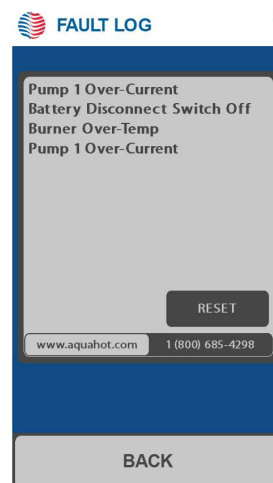 FAULT LOG
Pump 1 Over-Current
Battery Disconnect Switch Off
Burner Over-Temp
Pump 1 Over-Current
RESET
www.aquahot.com 1 (800) 685-4298
BACK